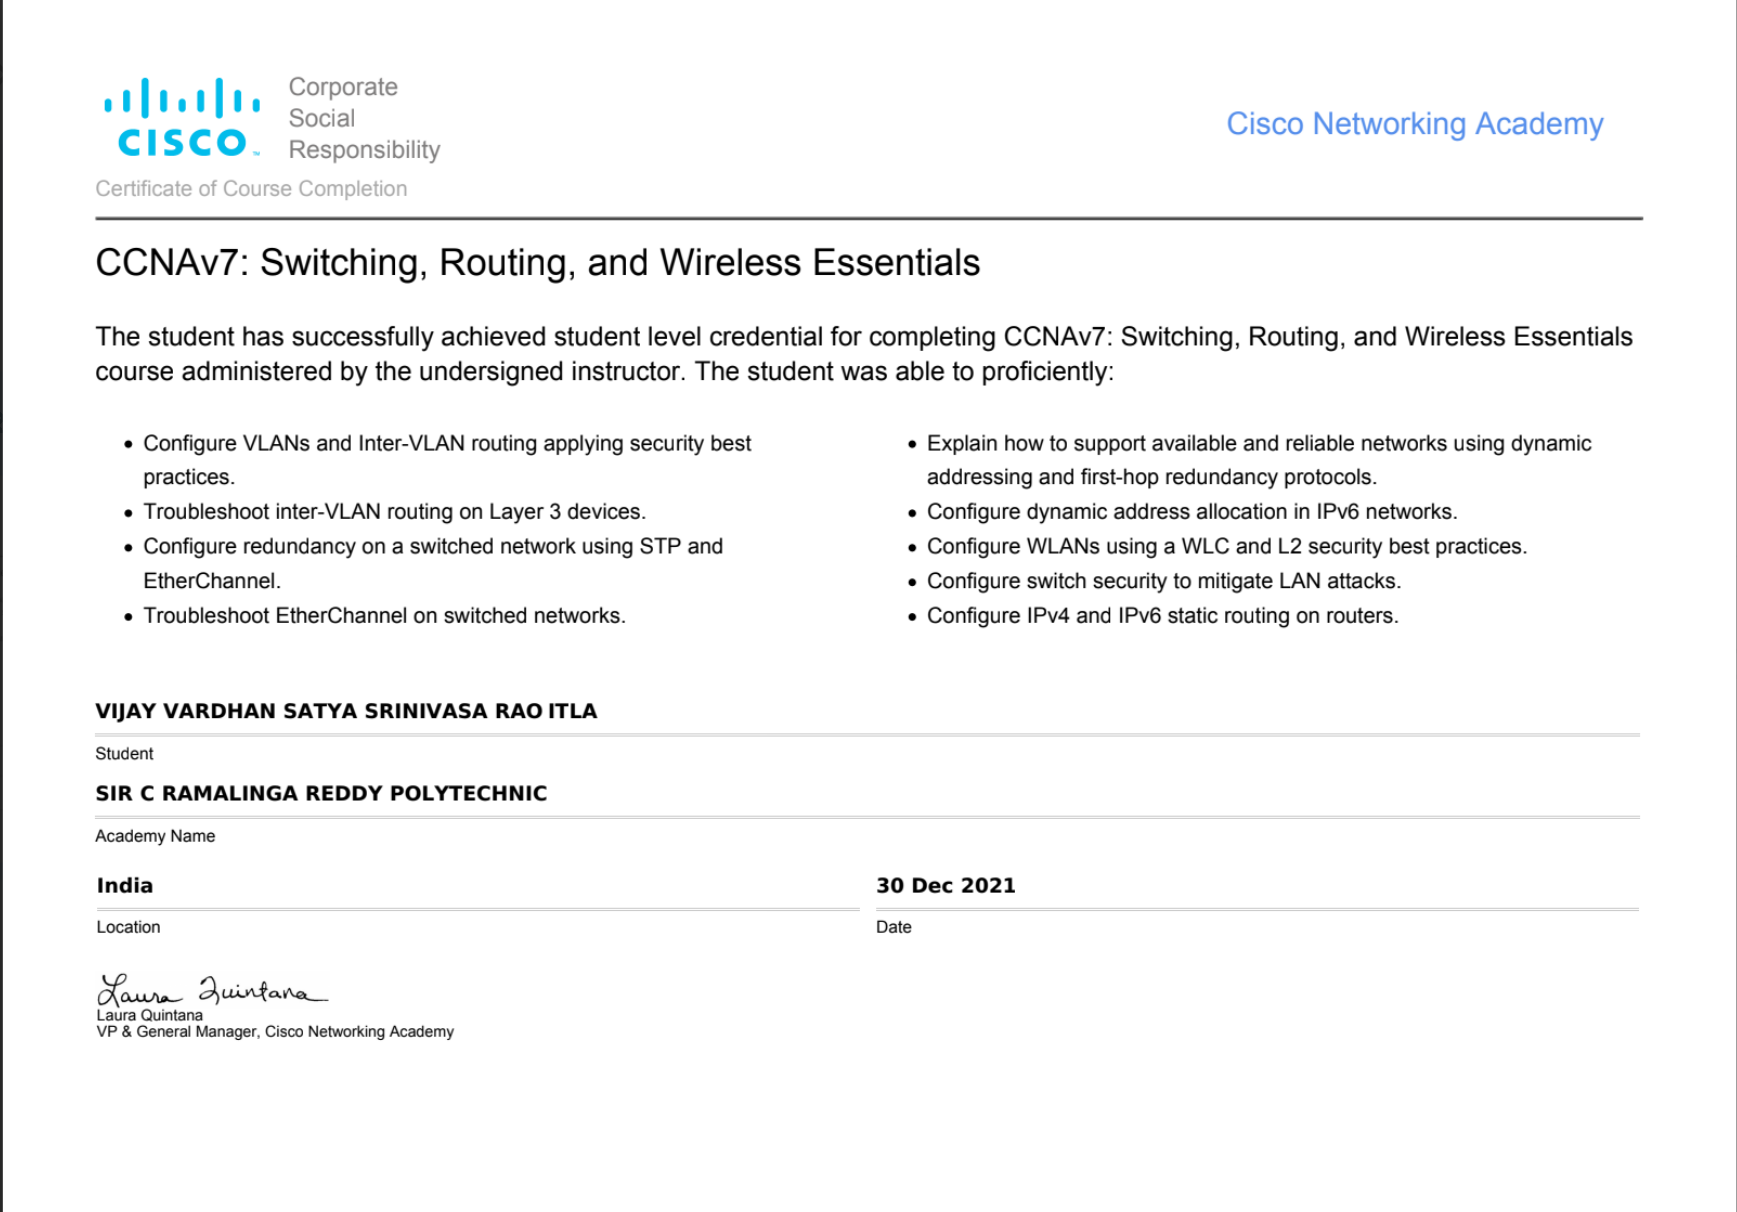 CISCO
Corporate
Social
Responsibility
Cisco Networking Academy
Certificate of Course Completion
CCNAv7: Switching, Routing, and Wireless Essentials
The student has successfully achieved student level credential for completing CCNAv7: Switching, Routing, and Wireless Essentials
course administered by the undersigned instructor. The student was able to proficiently:
• Configure VLANs and Inter-VLAN routing applying security best
practices.
• Troubleshoot inter-VLAN routing on Layer 3 devices.
• Configure redundancy on a switched network using STP and
EtherChannel.
• Troubleshoot EtherChannel on switched networks.
• Explain how to support available and reliable networks using dynamic
addressing and first-hop redundancy protocols.
• Configure dynamic address allocation in IPv6 networks.
• Configure WLANs using a WLC and L2 security best practices.
• Configure switch security to mitigate LAN attacks.
• Configure IPv4 and IPv6 static routing on routers.
VIJAY VARDHAN SATYA SRINIVASA RAO ITLA
Student
SIR C RAMALINGA REDDY POLYTECHNIC
Academy Name
India
Location
30 Dec 2021
Date
Laura Quintana
Laura Quintana
VP & General Manager, Cisco Networking Academy